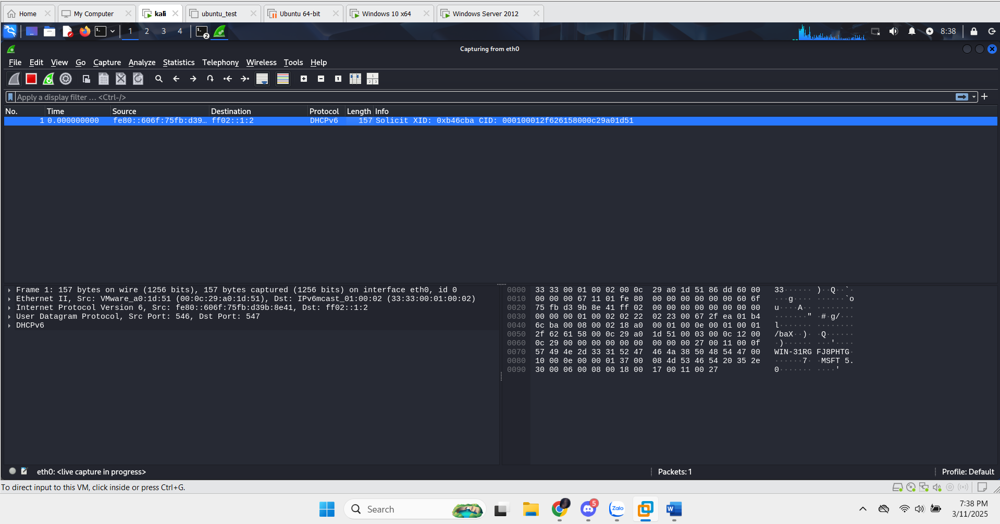 Home
My Computer
kali
ubuntu_test
Ubuntu 64-bit
Windows 10 x64
Windows Server 2012
1 2 3 4
2
8:38
Capturing from eth0
File Edit View Go Capture Analyze Statistics Telephony Wireless Tools Help
Apply a display filter … <Ctrl-/>
No. Time Source Destination Protocol Length Info
1 0.000000000 fe80::606f:75fb:d39… ff02::1:2 DHCPv6 157 Solicit XID: 0xb46cba CID: 000100012f626158000c29a01d51
Frame 1: 157 bytes on wire (1256 bits), 157 bytes captured (1256 bits) on interface eth0, id 0
Ethernet II, Src: VMware_a0:1d:51 (00:0c:29:a0:1d:51), Dst: IPv6mcast_01:00:02 (33:33:00:01:00:02)
Internet Protocol Version 6, Src: fe80::606f:75fb:d39b:8e41, Dst: ff02::1:2
User Datagram Protocol, Src Port: 546, Dst Port: 547
DHCPv6
0000 33 33 00 01 00 02 00 0c 29 a0 1d 51 86 dd 60 00 33······ )··Q··`·
0010 00 00 00 67 11 01 fe 80 00 00 00 00 00 00 60 6f ···g···· ······`o
0020 75 fb d3 9b 8e 41 ff 02 00 00 00 00 00 00 00 00 u····A·· ········
0030 00 00 00 01 00 02 02 22 02 23 00 67 2f ea 01 b4 ·······" ·#·g/···
0040 6c ba 00 08 00 02 18 a0 00 01 00 0e 00 01 00 01 l······· ········
0050 2f 62 61 58 00 0c 29 a0 1d 51 00 03 00 0c 12 00 /baX··)· ·Q······
0060 0c 29 00 00 00 00 00 00 00 00 00 27 00 11 00 0f ·)······ ···'····
0070 57 49 4e 2d 33 31 52 47 46 4a 38 50 48 54 47 00 WIN-31RG FJ8PHTG·
0080 10 00 0e 00 00 01 37 00 08 4d 53 46 54 20 35 2e ······7· ·MSFT 5.
0090 30 00 06 00 08 00 18 00 17 00 11 00 27 0······· ····'
eth0: <live capture in progress>
Packets: 1
Profile: Default
To direct input to this VM, click inside or press Ctrl+G.
Search
5
Zalo
W
7:38 PM
3/11/2025